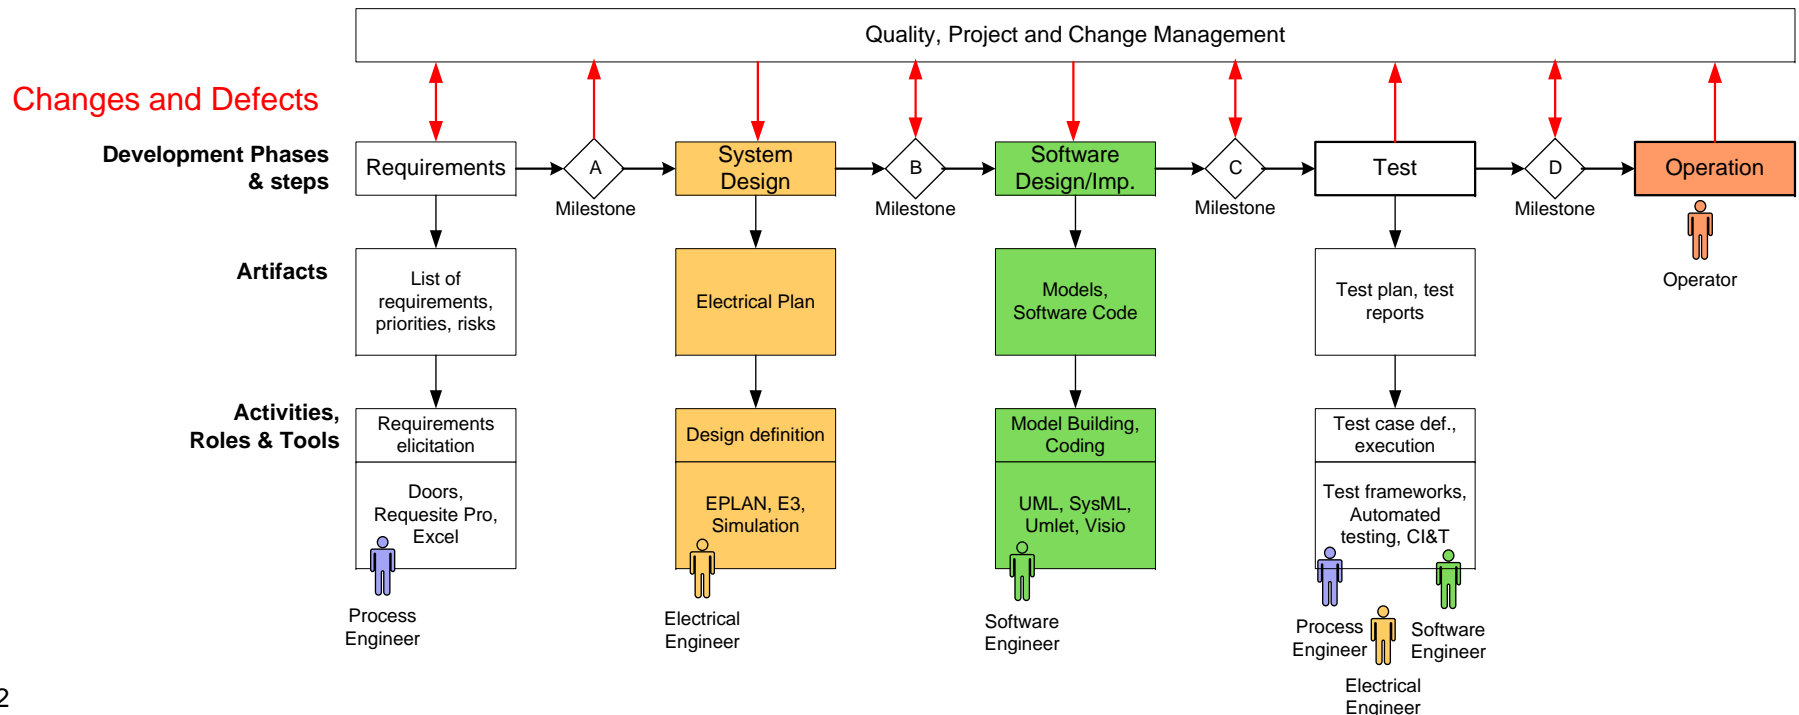 Quality, Project and Change Management
Changes and Defects
Development Phases
& steps
Requirements
A
Milestone
System
Design
B
Milestone
Software
Design/Imp.
C
Milestone
Test
D
Milestone
Operation
Operator
Artifacts
List of
requirements,
priorities, risks
Electrical Plan
Models,
Software Code
Test plan, test
reports
Activities,
Roles & Tools
Requirements
elicitation
Doors,
Requesite Pro,
Excel
Process
Engineer
Design definition
EPLAN, E3,
Simulation
Electrical
Engineer
Model Building,
Coding
UML, SysML,
Umlet, Visio
Software
Engineer
Test case def.,
execution
Test frameworks,
Automated
testing, CI&T
Process
Engineer
Software
Engineer
Electrical
Engineer
2